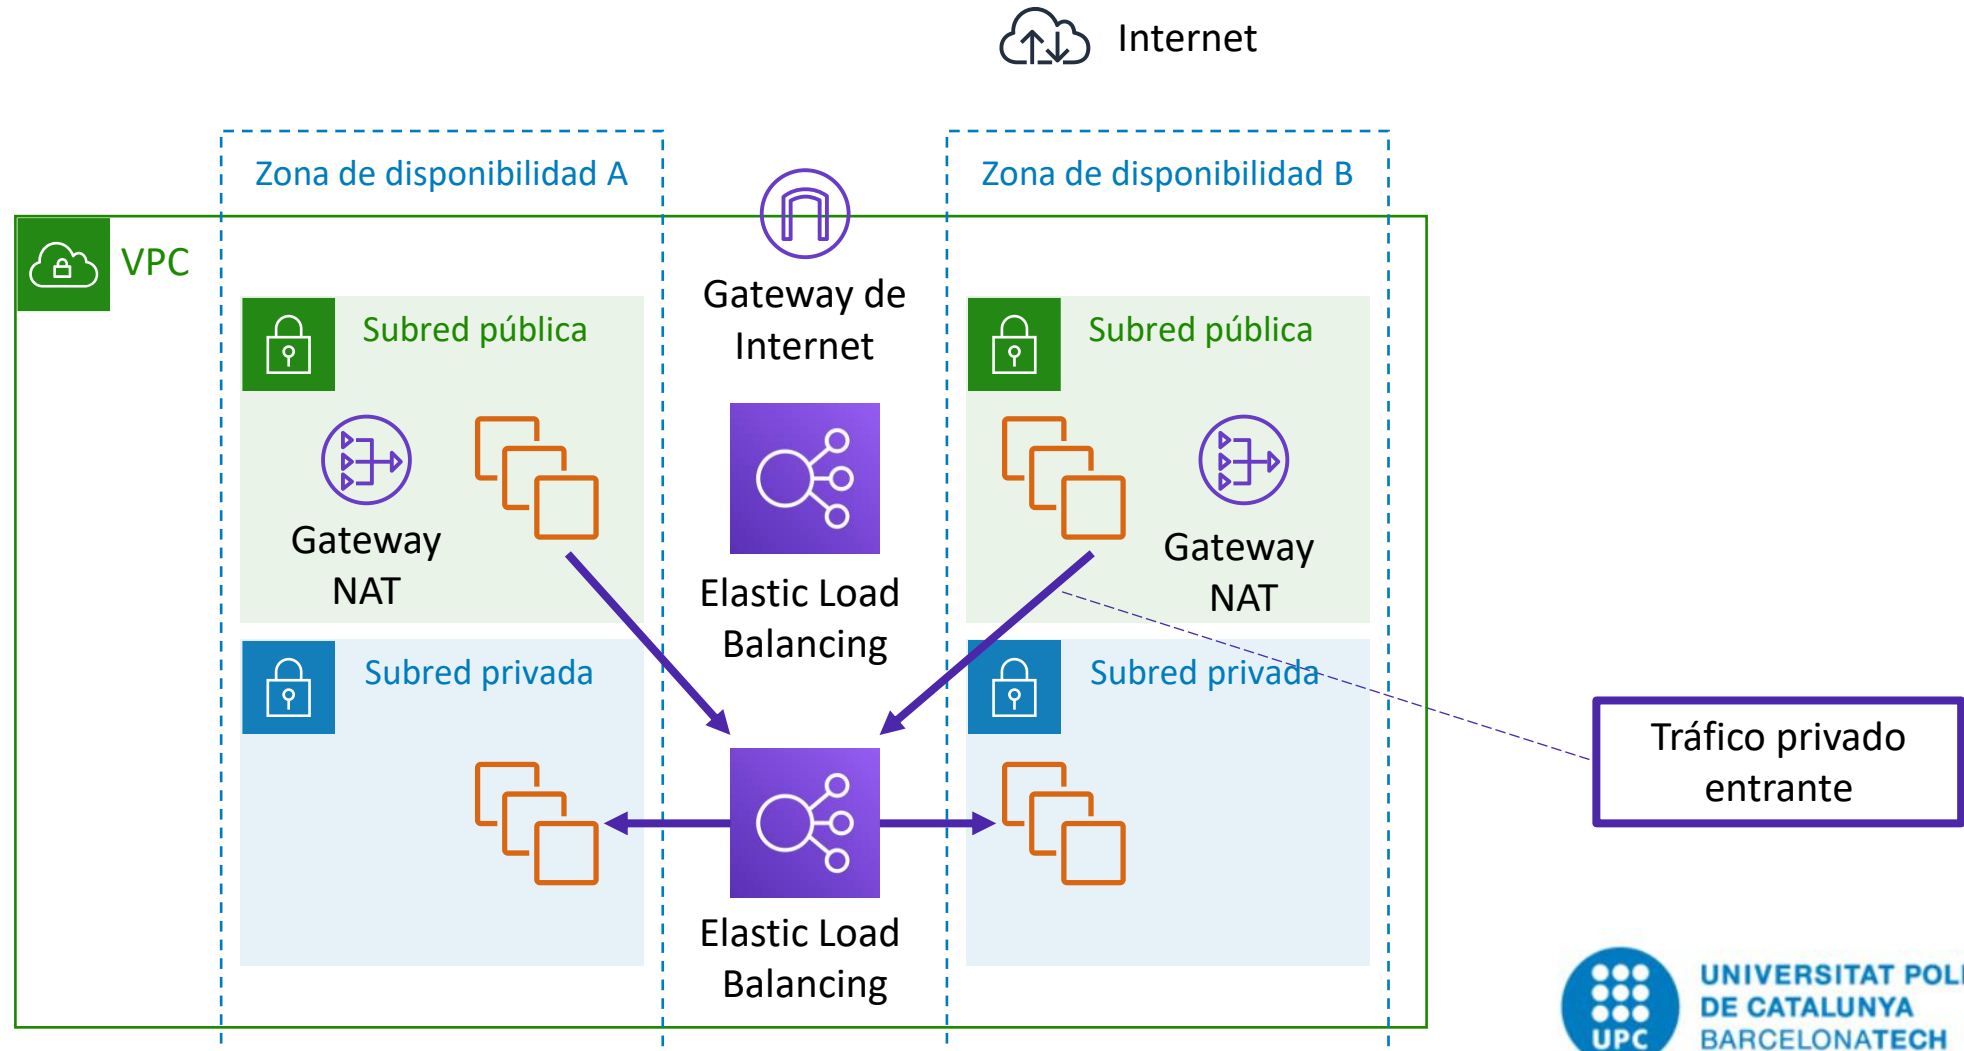 Internet
Zona de disponibilidad A
Zona de disponibilidad B
VPC
Gateway de
Internet
Subred pública
Subred pública
Gateway
NAT
Elastic Load
Balancing
Gateway
NAT
Subred privada
Subred privada
Tráfico privado
entrante
Elastic Load
Balancing
UPC
UNIVERSITAT POLI
DE CATALUNYA
BARCELONATECH